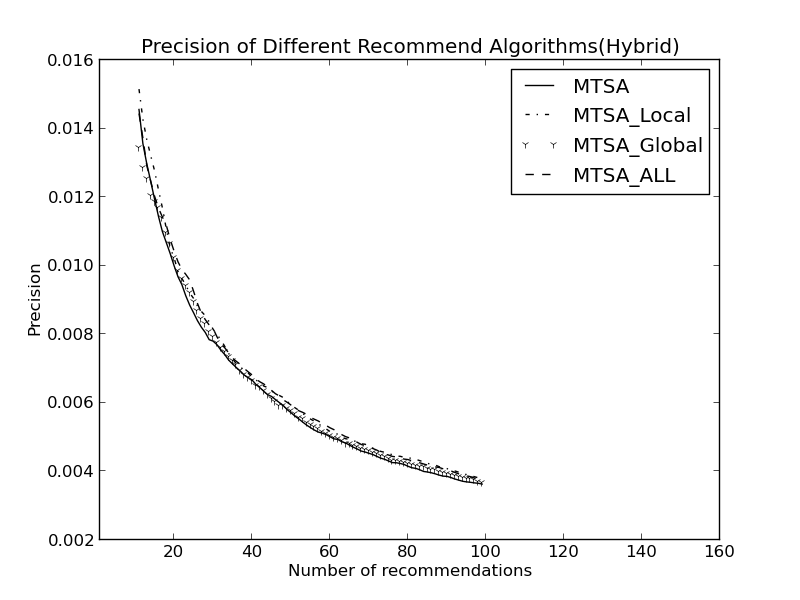 Precision of Different Recommend Algorithms(Hybrid)
0.016
0.014
0.012
0.010
0.008
0.006
0.004
0.002
Precision
MTSA
MTSA_Local
MTSA_Global
MTSA_ALL
20 40 60 80 100 120 140 160
Number of recommendations